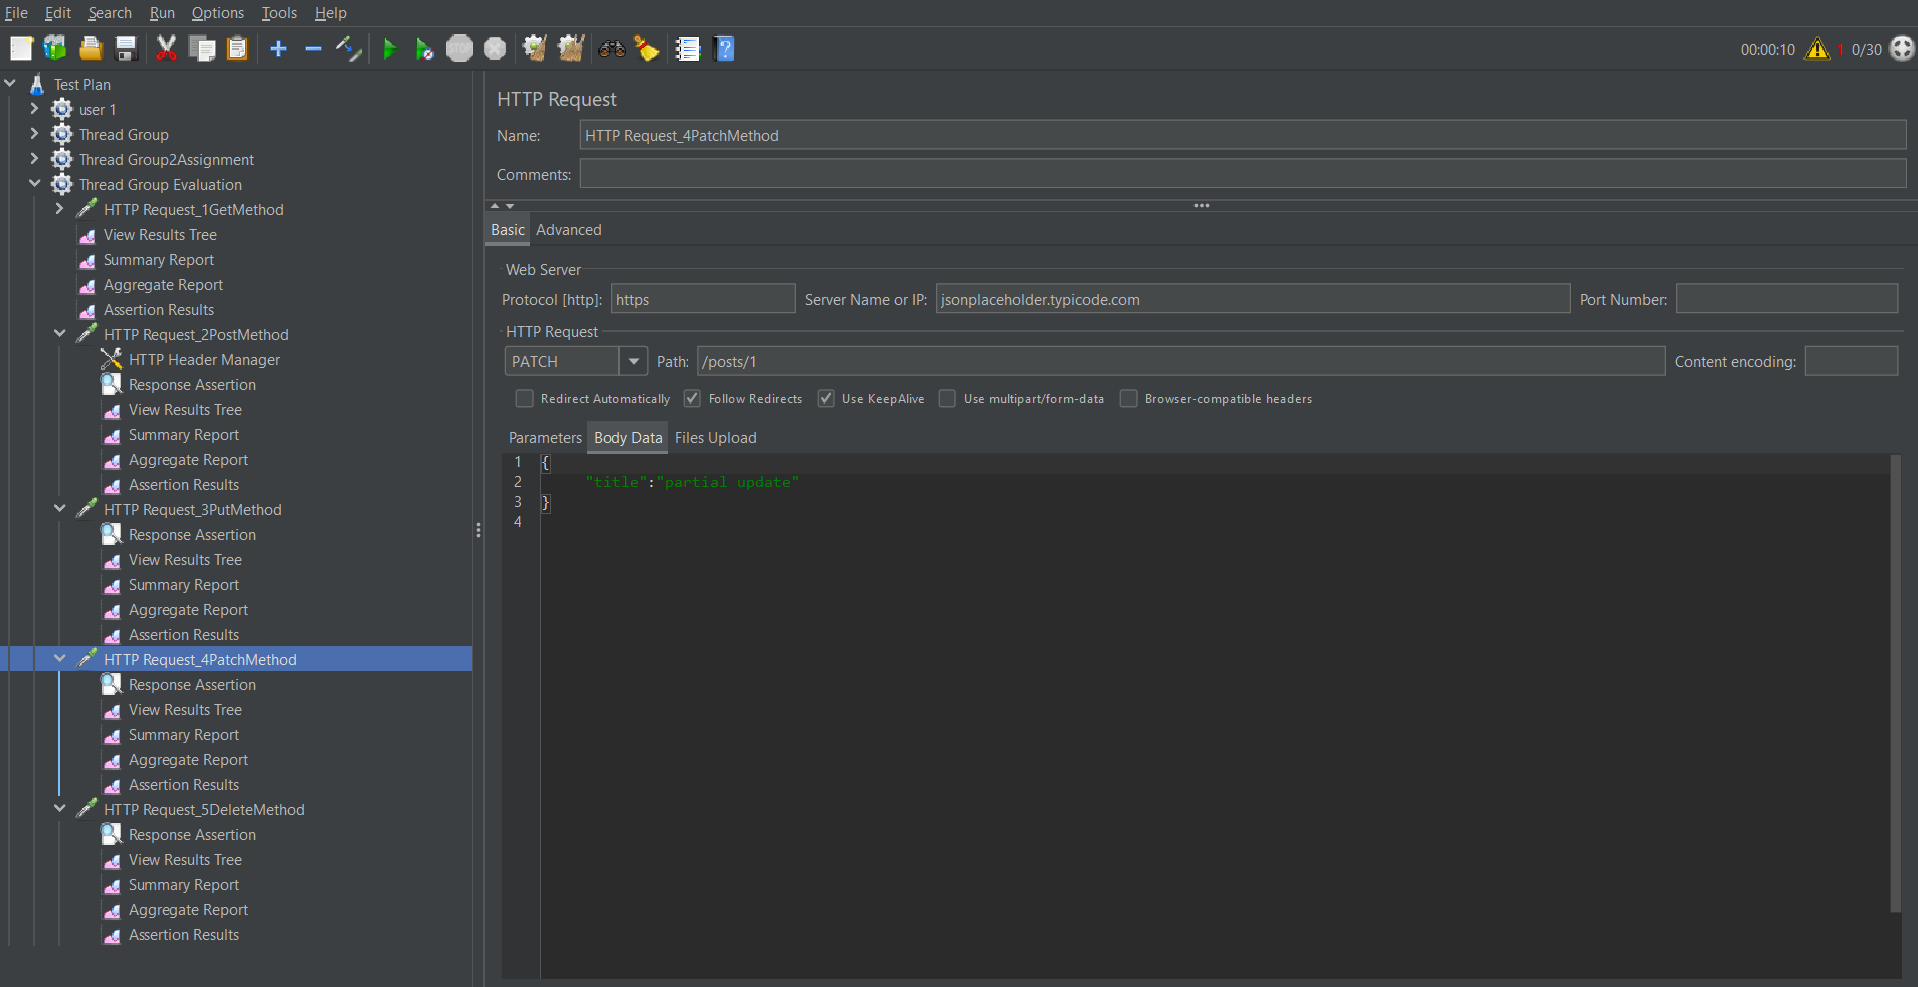 File Edit Search Run Options Tools Help
STOP
00:00:10 1 0/30
Test Plan
user 1
Thread Group
Thread Group2Assignment
Thread Group Evaluation
HTTP Request_1GetMethod
View Results Tree
Summary Report
Aggregate Report
Assertion Results
HTTP Request_2PostMethod
HTTP Header Manager
Response Assertion
View Results Tree
Summary Report
Aggregate Report
Assertion Results
HTTP Request_3PutMethod
Response Assertion
View Results Tree
Summary Report
Aggregate Report
Assertion Results
HTTP Request_4PatchMethod
Response Assertion
View Results Tree
Summary Report
Aggregate Report
Assertion Results
HTTP Request_5DeleteMethod
Response Assertion
View Results Tree
Summary Report
Aggregate Report
Assertion Results
HTTP Request
Name: HTTP Request_4PatchMethod
Comments:
Basic Advanced
Web Server
Protocol [http]: https Server Name or IP: jsonplaceholder.typicode.com Port Number:
HTTP Request
PATCH Path: /posts/1 Content encoding:
Redirect Automatically Follow Redirects Use KeepAlive Use multipart/form-data Browser-compatible headers
Parameters Body Data Files Upload
1 {
2 "title":"partial update"
3 }
4